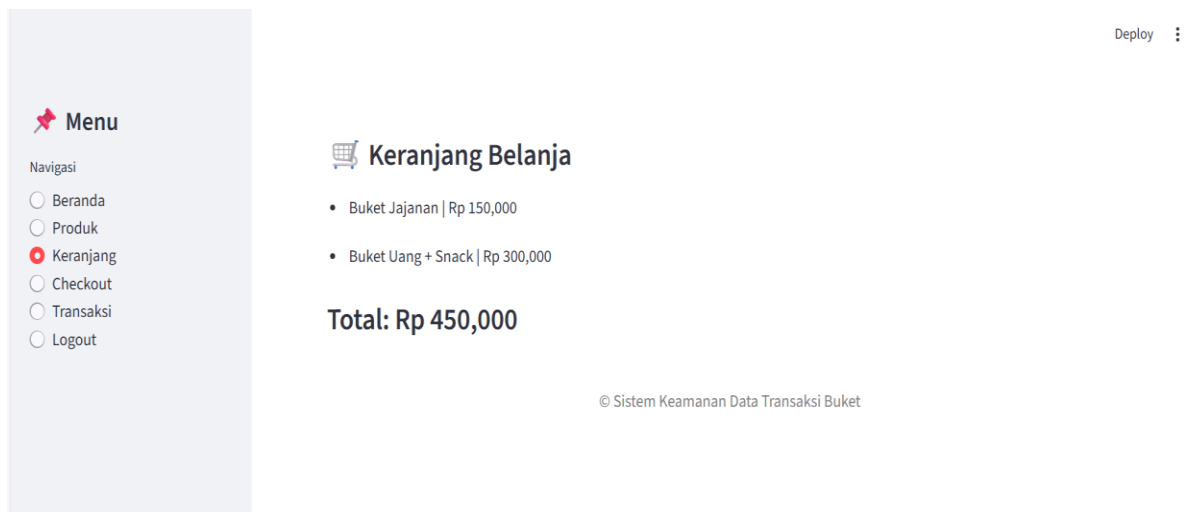 Deploy
📌 Menu
Navigasi
Beranda
Produk
Keranjang
Checkout
Transaksi
Logout
🛒 Keranjang Belanja
• Buket Jajanan | Rp 150,000
• Buket Uang + Snack | Rp 300,000
Total: Rp 450,000
© Sistem Keamanan Data Transaksi Buket